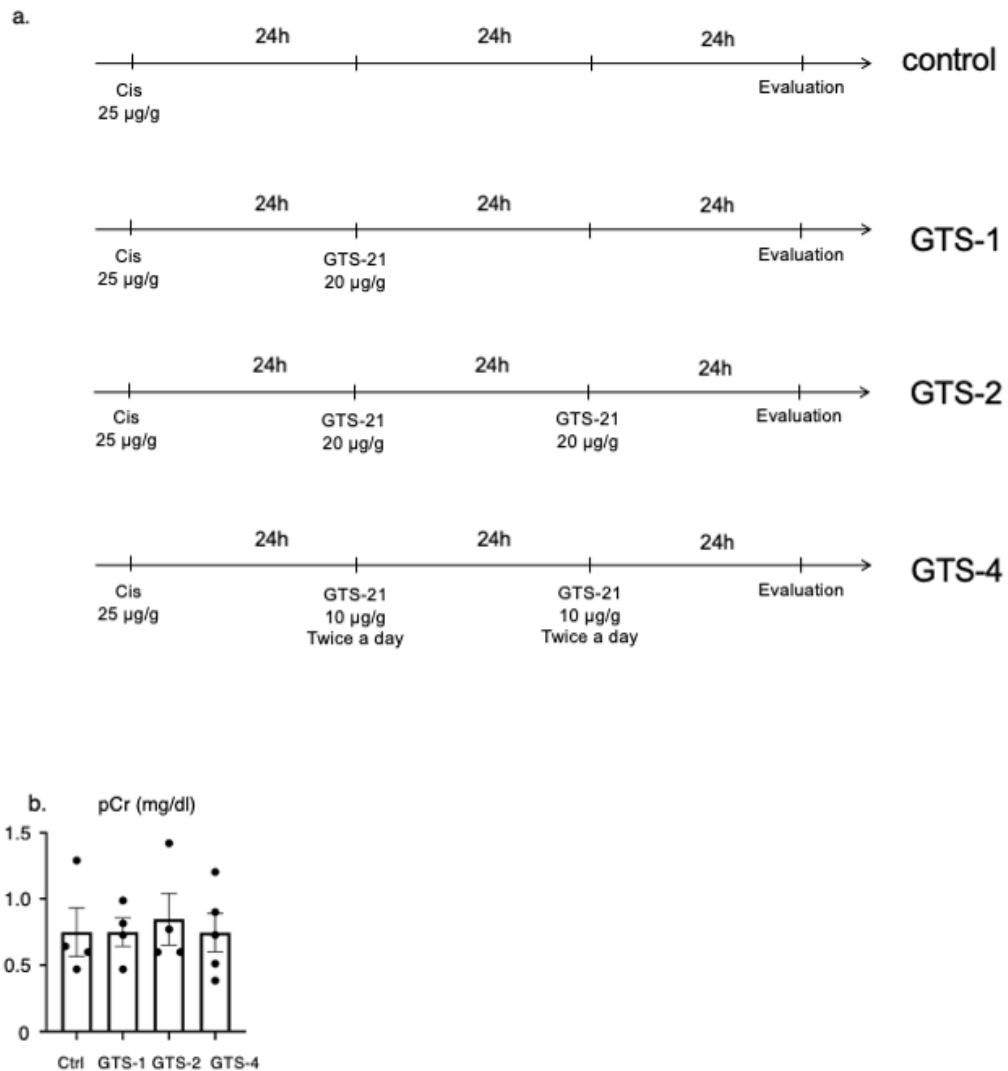 a.
24h 24h 24h
control
Cis
25 µg/g
Evaluation
24h 24h 24h
GTS-1
Cis
25 µg/g
GTS-21
20 µg/g
Evaluation
24h 24h 24h
GTS-2
Cis
25 µg/g
GTS-21
20 µg/g
GTS-21
20 µg/g
Evaluation
24h 24h 24h
GTS-4
Cis
25 µg/g
GTS-21
10 µg/g
Twice a day
GTS-21
10 µg/g
Twice a day
Evaluation
b.
pCr (mg/dl)
1.5
1.0
0.5
0
Ctrl GTS-1 GTS-2 GTS-4